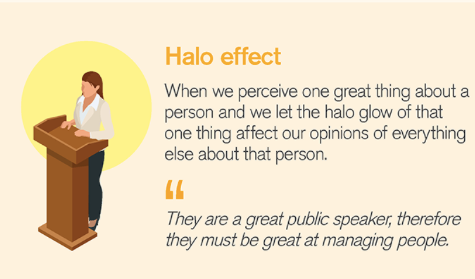 Halo effect
When we perceive one great thing about a
person and we let the halo glow of that
one thing affect our opinions of everything
else about that person.
“
They are a great public speaker, therefore
they must be great at managing people.